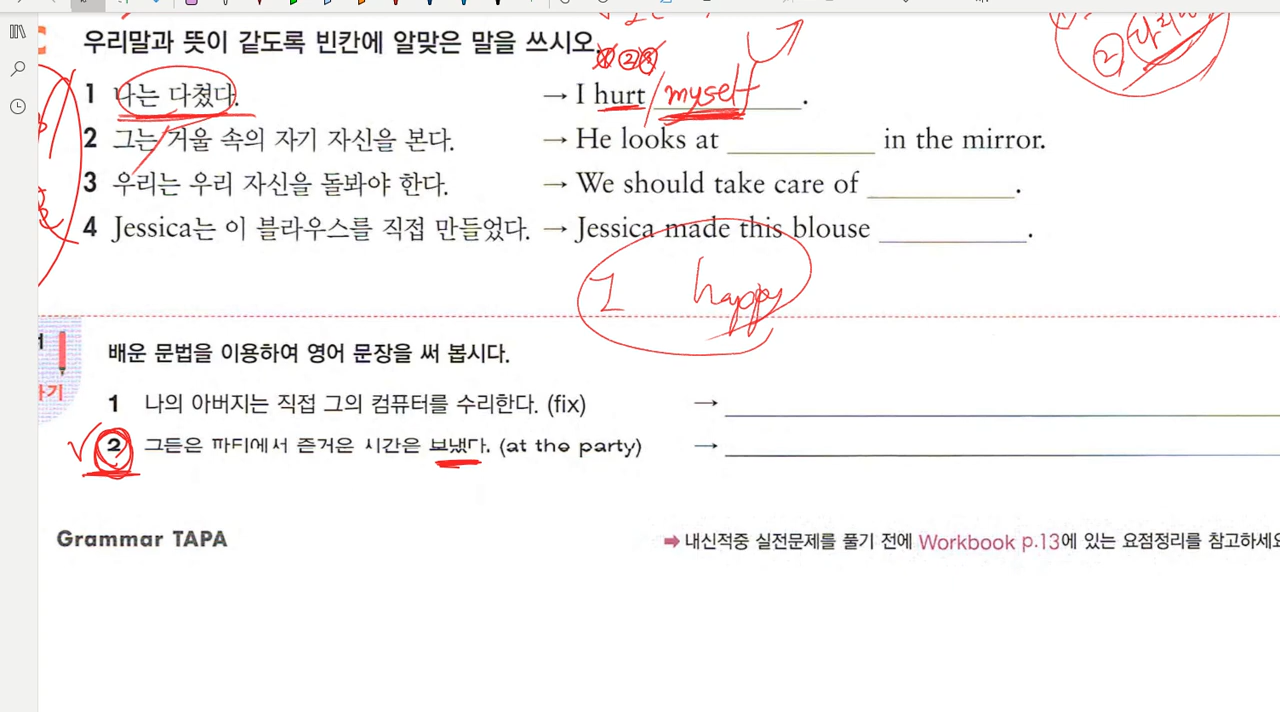 우리말과 뜻이 같도록 빈칸에 알맞은 말을 쓰시오.
1 나는 다쳤다. → I hurt myself.
2 그는 거울 속의 자기 자신을 본다. → He looks at ____ in the mirror.
3 우리는 우리 자신을 돌봐야 한다. → We should take care of ____.
4 Jessica는 이 블라우스를 직접 만들었다. → Jessica made this blouse ____.
I happy
배운 문법을 이용하여 영어 문장을 써 봅시다.
1 나의 아버지는 직접 그의 컴퓨터를 수리한다. (fix) →
2 그들은 파티에서 즐거운 시간을 보냈다. (at the party) →
Grammar TAPA
➡ 내신적중 실전문제를 풀기 전에 Workbook p.13에 있는 요점정리를 참고하세요